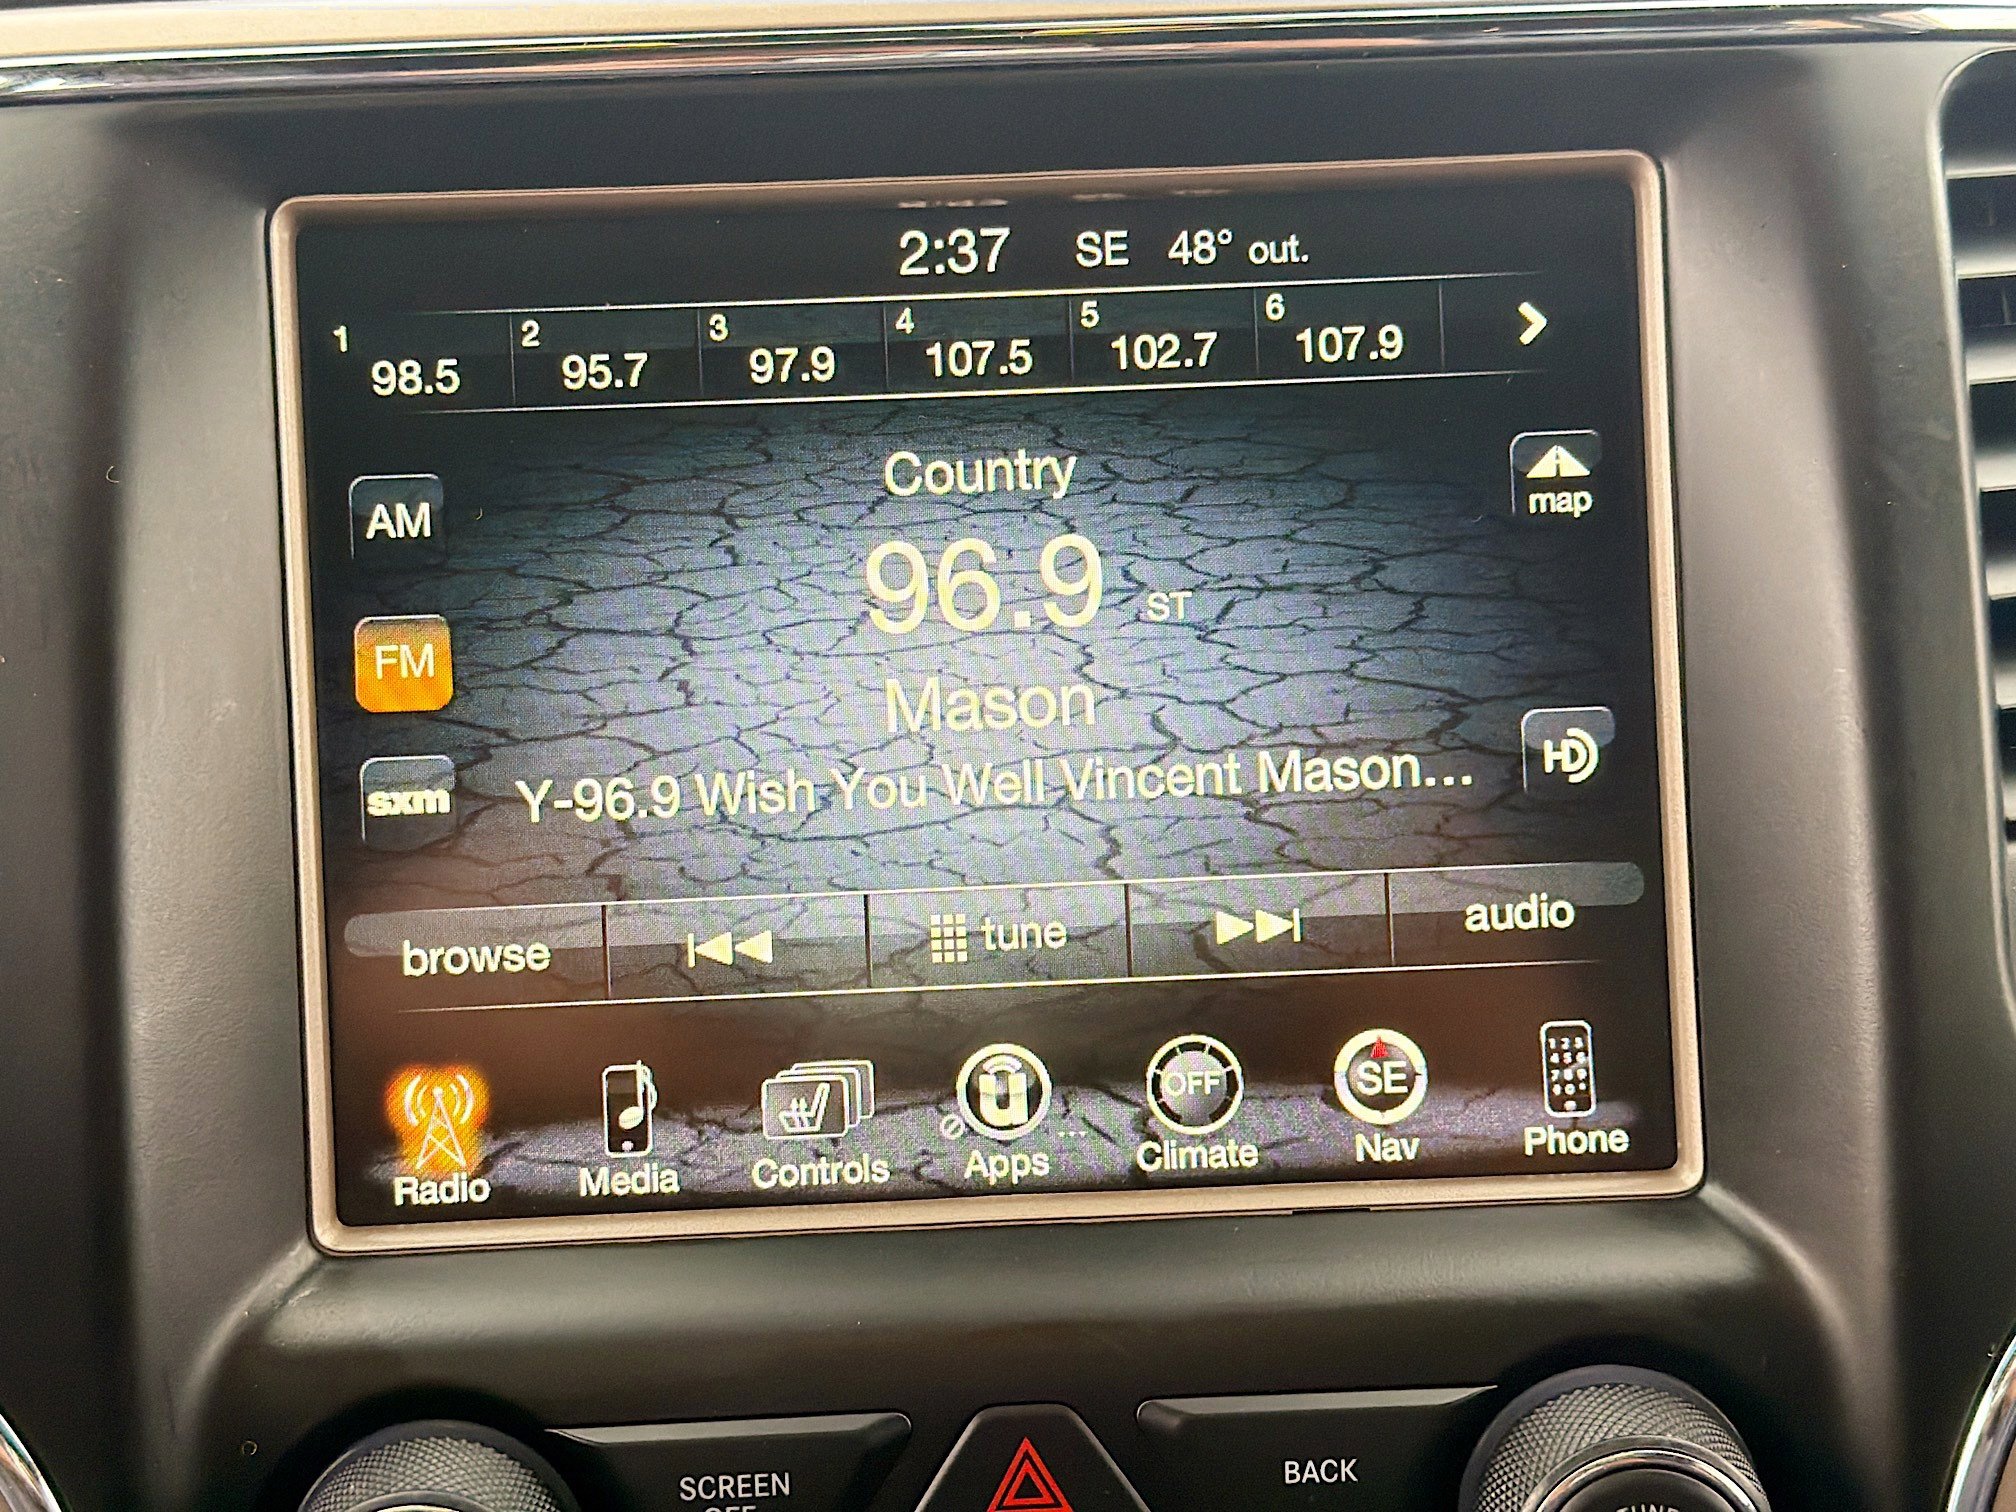 2:37 SE 48° out.
1 2 3 4 5 6
98.5 95.7 97.9 107.5 102.7 107.9
Country
AM
map
96.9 ST
FM
Mason
HD
sxm
Y-96.9 Wish You Well Vincent Mason...
browse tune audio
OFF SE
Radio Media Controls Apps Climate Nav Phone
SCREEN
OFF
BACK